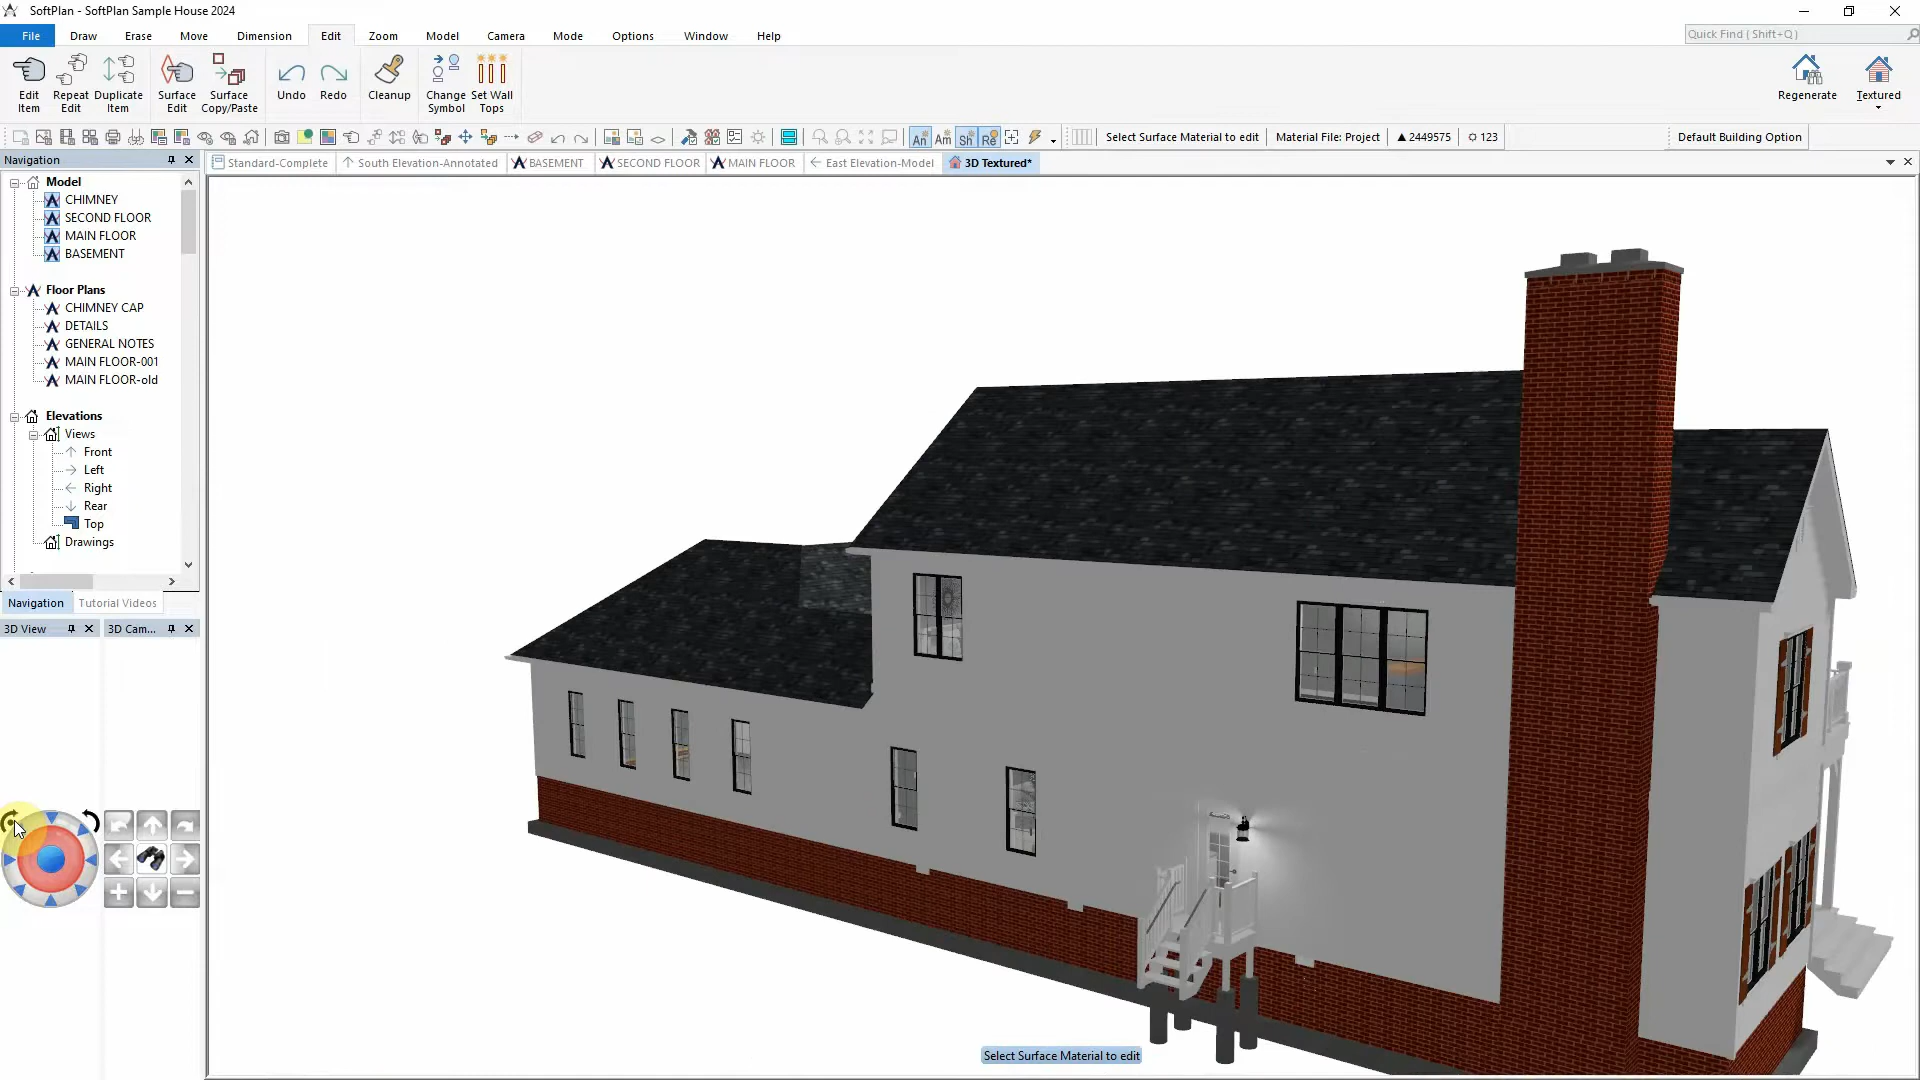 SoftPlan - SoftPlan Sample House 2024
File Draw Erase Move Dimension Edit Zoom Model Camera Mode Options Window Help
Quick Find ( Shift+Q )
Edit Item
Repeat Edit
Duplicate Item
Surface Edit
Surface Copy/Paste
Undo
Redo
Cleanup
Change Symbol
Set Wall Tops
Regenerate
Textured
An Am Sh Re
Select Surface Material to edit
Material File: Project
2449575
123
Default Building Option
Navigation
Standard-Complete
South Elevation-Annotated
BASEMENT
SECOND FLOOR
MAIN FLOOR
East Elevation-Model
3D Textured*
Model
CHIMNEY
SECOND FLOOR
MAIN FLOOR
BASEMENT
Floor Plans
CHIMNEY CAP
DETAILS
GENERAL NOTES
MAIN FLOOR-001
MAIN FLOOR-old
Elevations
Views
Front
Left
Right
Rear
Top
Drawings
Navigation Tutorial Videos
3D View
3D Cam...
Select Surface Material to edit